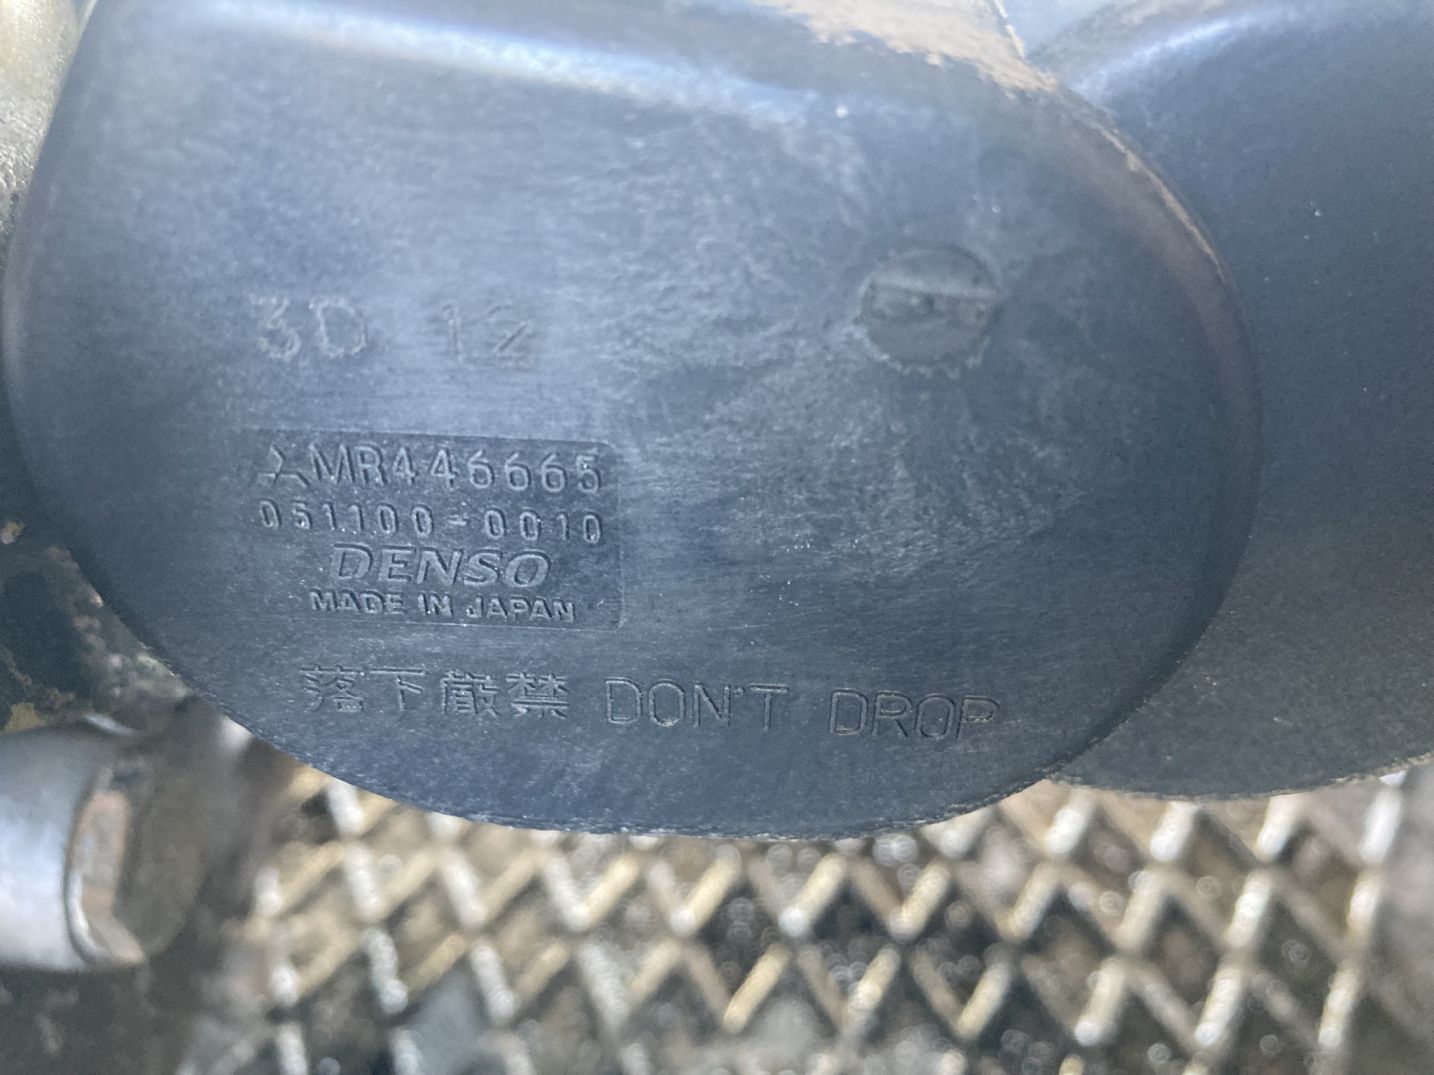 3D 12
MR446665
051100-0010
DENSO
MADE IN JAPAN
落下厳禁 DON'T DROP